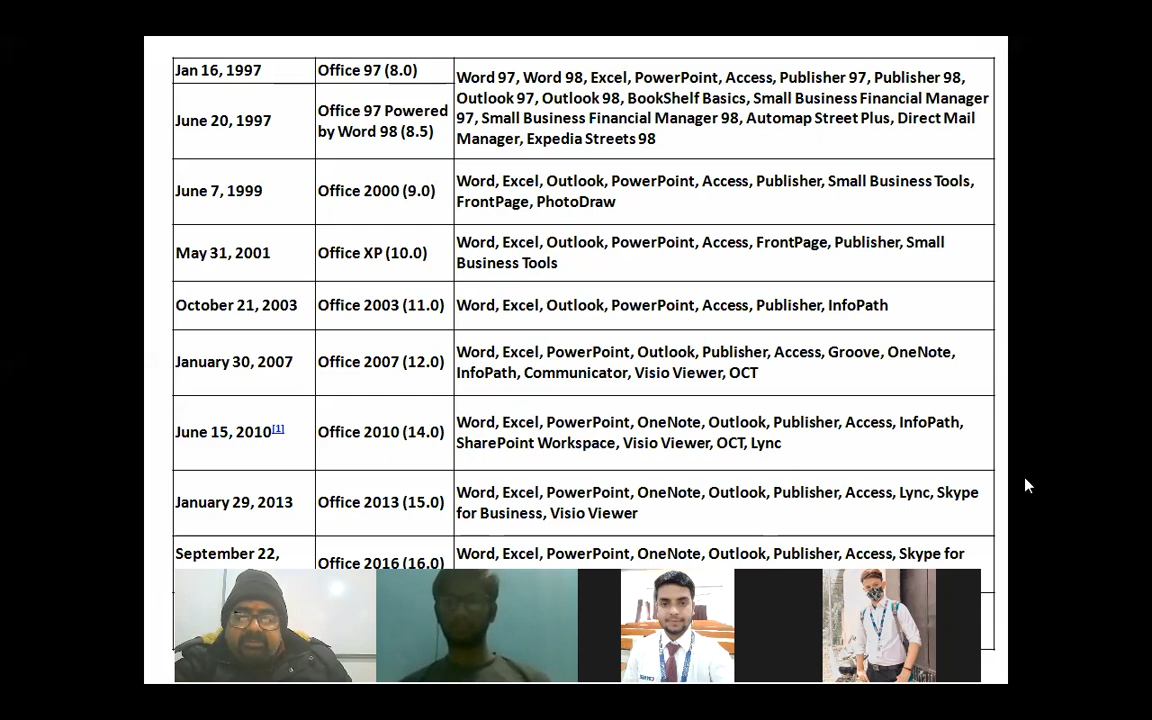 Jan 16, 1997
Office 97 (8.0)
Word 97, Word 98, Excel, PowerPoint, Access, Publisher 97, Publisher 98,
Outlook 97, Outlook 98, BookShelf Basics, Small Business Financial Manager
97, Small Business Financial Manager 98, Automap Street Plus, Direct Mail
Manager, Expedia Streets 98
June 20, 1997
Office 97 Powered
by Word 98 (8.5)
June 7, 1999
Office 2000 (9.0)
Word, Excel, Outlook, PowerPoint, Access, Publisher, Small Business Tools,
FrontPage, PhotoDraw
May 31, 2001
Office XP (10.0)
Word, Excel, Outlook, PowerPoint, Access, FrontPage, Publisher, Small
Business Tools
October 21, 2003
Office 2003 (11.0)
Word, Excel, Outlook, PowerPoint, Access, Publisher, InfoPath
January 30, 2007
Office 2007 (12.0)
Word, Excel, PowerPoint, Outlook, Publisher, Access, Groove, OneNote,
InfoPath, Communicator, Visio Viewer, OCT
June 15, 2010[1]
Office 2010 (14.0)
Word, Excel, PowerPoint, OneNote, Outlook, Publisher, Access, InfoPath,
SharePoint Workspace, Visio Viewer, OCT, Lync
January 29, 2013
Office 2013 (15.0)
Word, Excel, PowerPoint, OneNote, Outlook, Publisher, Access, Lync, Skype
for Business, Visio Viewer
September 22,
Office 2016 (16.0)
Word, Excel, PowerPoint, OneNote, Outlook, Publisher, Access, Skype for